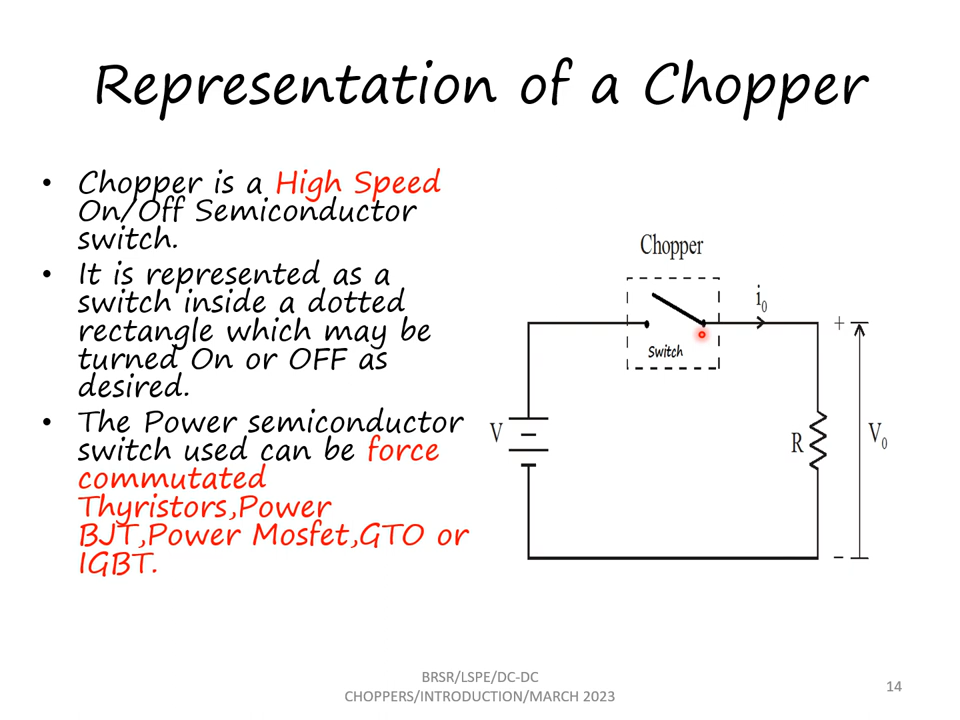 Representation of a Chopper
• Chopper is a High Speed
On/Off Semiconductor
switch.
• It is represented as a
switch inside a dotted
rectangle which may be
turned On or OFF as
desired.
• The Power semiconductor
switch used can be force
commutated
Thyristors,Power
BJT,Power Mosfet,GTO or
IGBT.
Chopper
i0
+
Switch
V
R
V0
–
BRSR/LSPE/DC-DC
CHOPPERS/INTRODUCTION/MARCH 2023
14